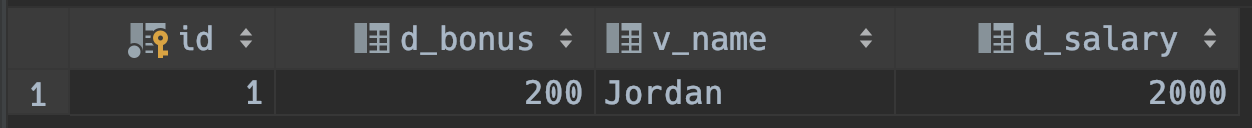 id d_bonus v_name d_salary
1 1 200 Jordan 2000